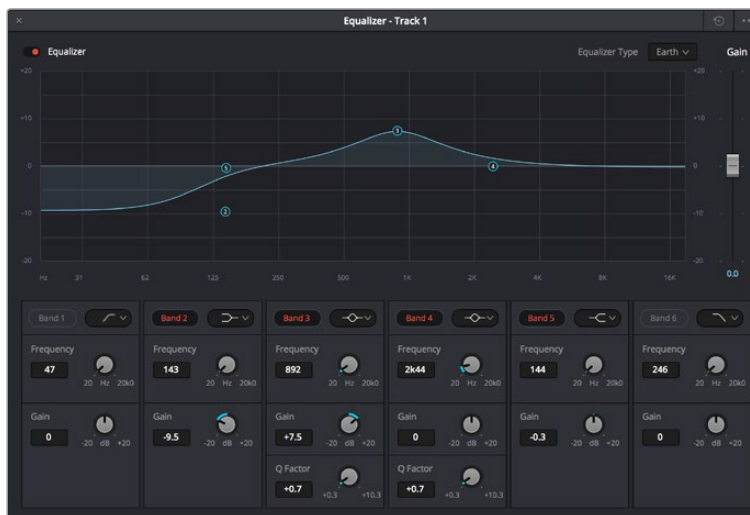 Equalizer - Track 1
Equalizer Equalizer Type Earth Gain
+20 +20
+10 +10
0 5 3 4 0
-10 2 -10
-20 -20
Hz 31 62 125 250 500 1K 2K 4K 8K 16K 0.0
Band 1 Band 2 Band 3 Band 4 Band 5 Band 6
Frequency Frequency Frequency Frequency Frequency Frequency
47 143 892 2k44 144 246
20 Hz 20k0 20 Hz 20k0 20 Hz 20k0 20 Hz 20k0 20 Hz 20k0 20 Hz 20k0
Gain Gain Gain Gain Gain Gain
0 -9.5 +7.5 0 -0.3 0
-20 dB +20 -20 dB +20 -20 dB +20 -20 dB +20 -20 dB +20 -20 dB +20
Q Factor Q Factor
+0.7 +0.7
+0.3 +10.3 +0.3 +10.3